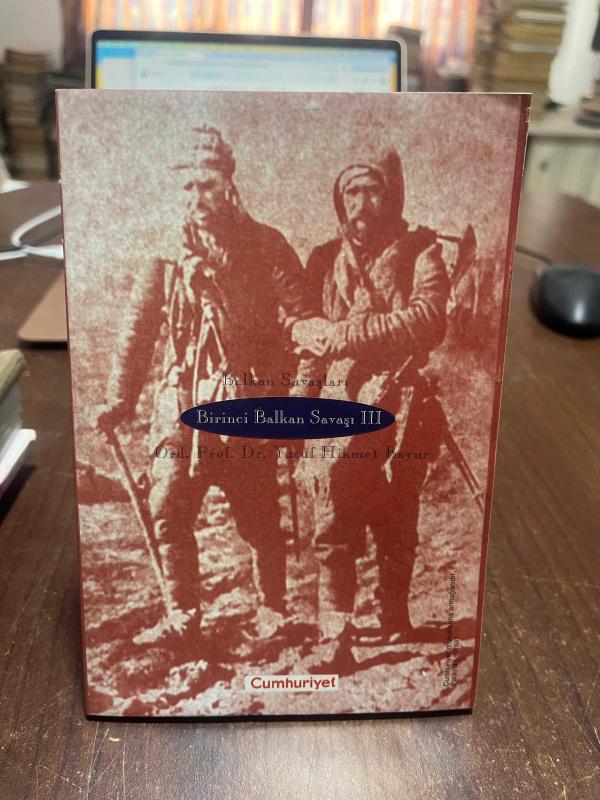 Balkan Savaşları
Birinci Balkan Savaşı III
Ord. Prof. Dr. Yusuf Hikmet Bayur
Cumhuriyet